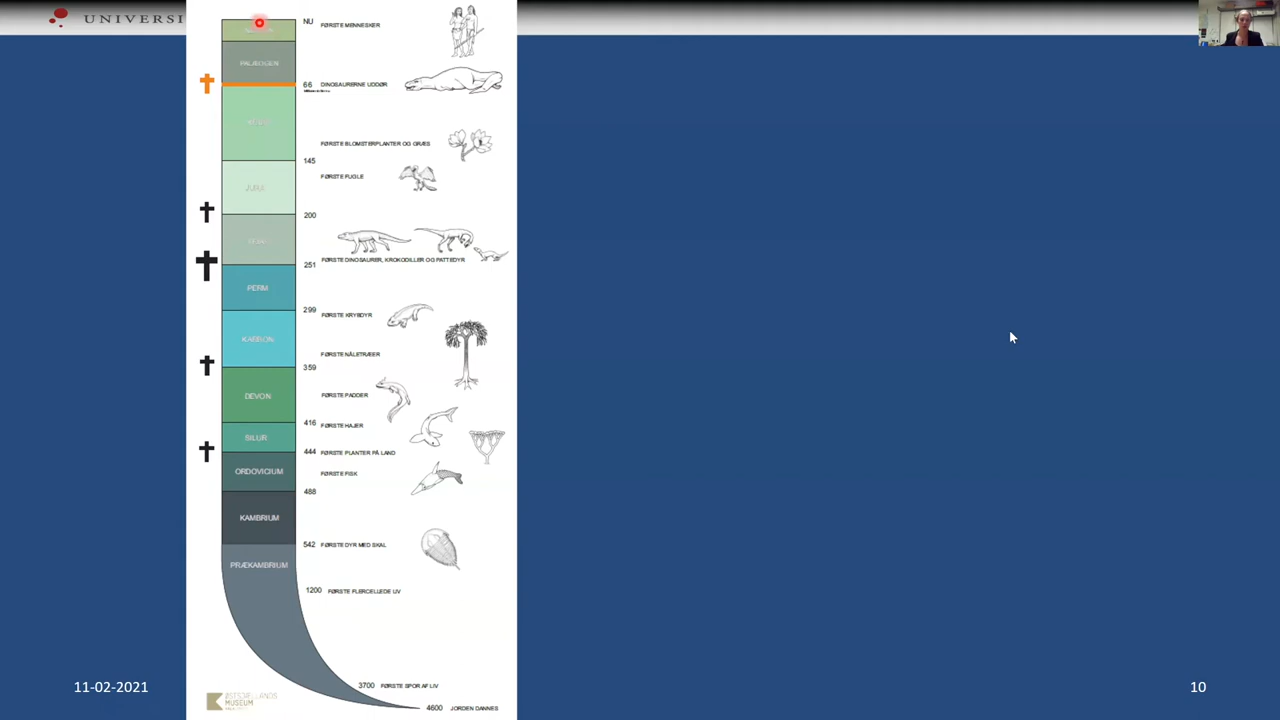 UNIVERSI
NU FØRSTE MENNESKER
PALÆOGEN
66 DINOSAURERNE UDDØR
FØRSTE BLOMSTERPLANTER OG GRÆS
145
FØRSTE FUGLE
JURA
200
FØRSTE DINOSAURER, KROKODILLER OG PATTEDYR
251
PERM
299 FØRSTE KRYBDYR
KARBON
FØRSTE NÅLETRÆER
359
DEVON
FØRSTE PADDER
416 FØRSTE HAJER
SILUR
444 FØRSTE PLANTER PÅ LAND
ORDOVICIUM
FØRSTE FISK
488
KAMBRIUM
542 FØRSTE DYR MED SKAL
PRÆKAMBRIUM
1200 FØRSTE FLERCELLEDE LIV
3700 FØRSTE SPOR AF LIV
11-02-2021
10
ØSTSJÆLLANDS
MUSEUM
4600 JORDEN DANNES